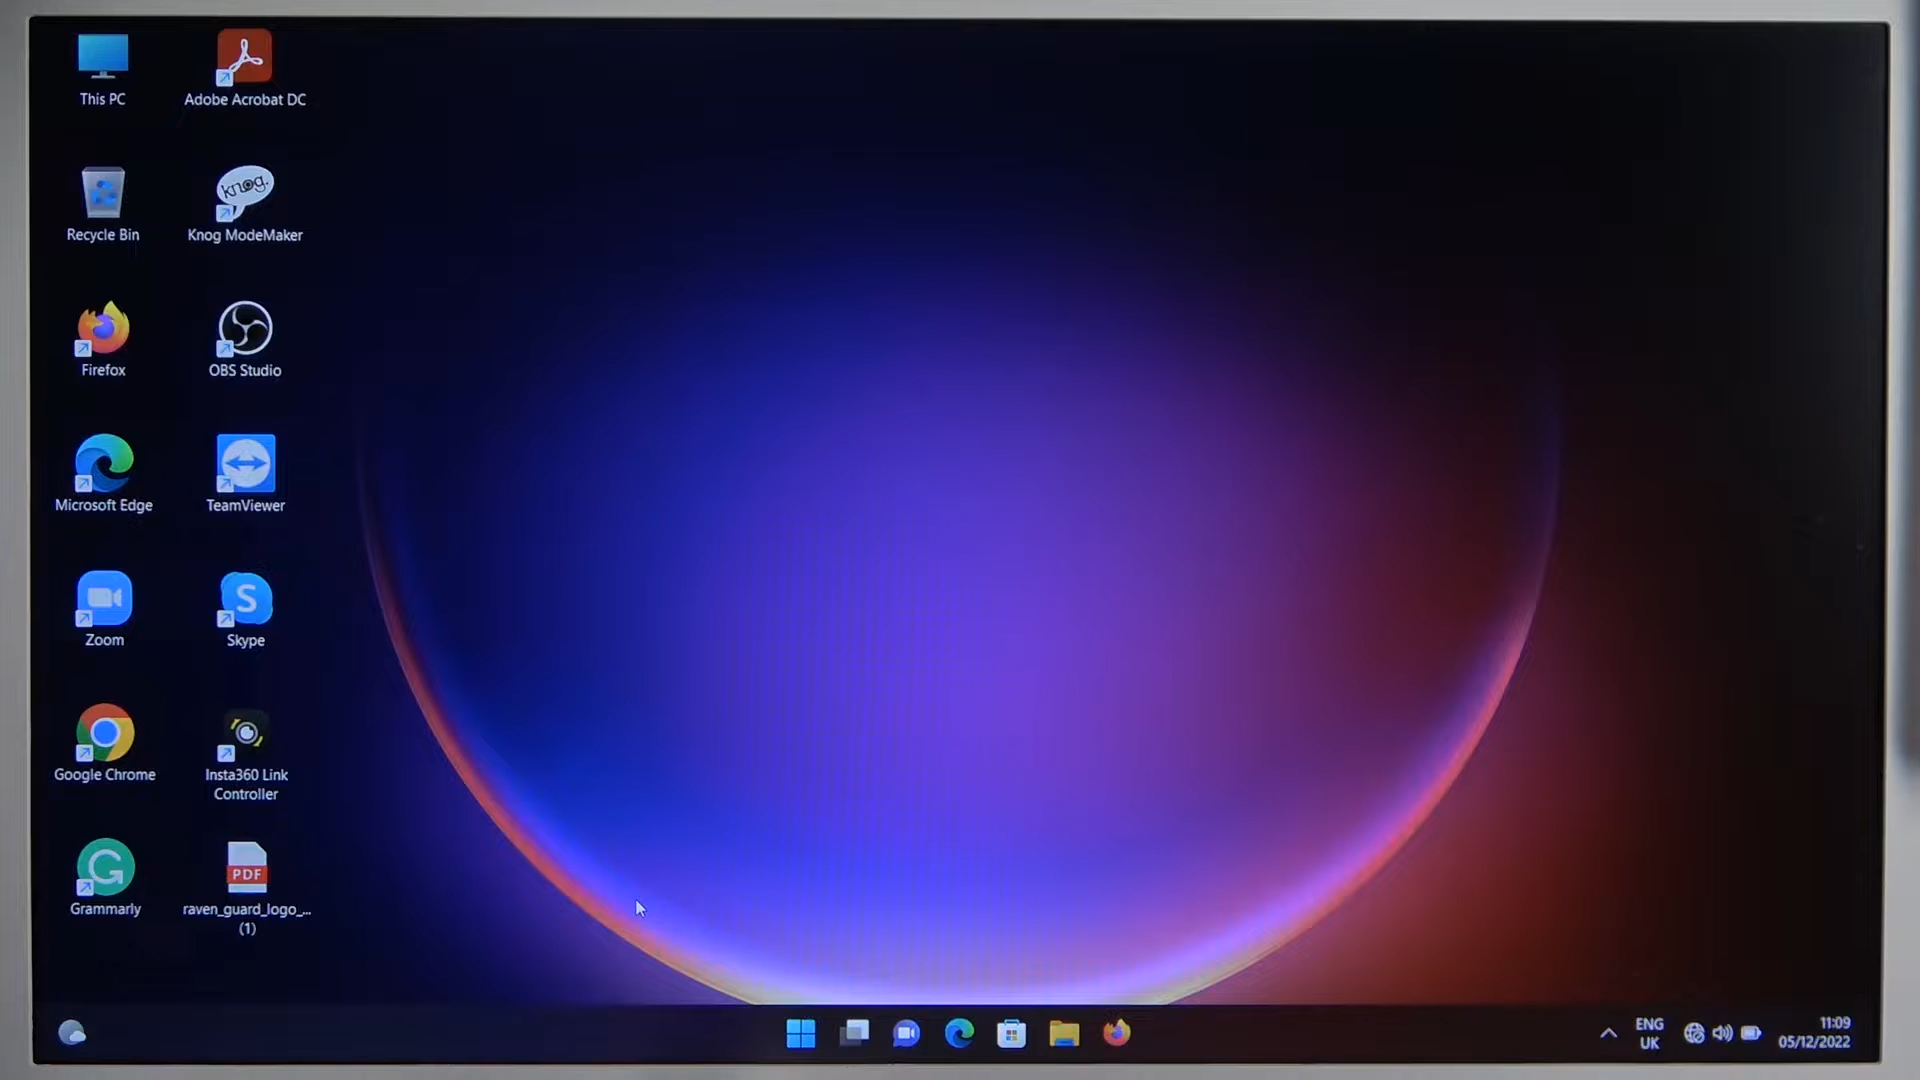 This PC
Adobe Acrobat DC
knog.
Recycle Bin
Knog ModeMaker
Firefox
OBS Studio
Microsoft Edge
TeamViewer
Zoom
S
Skype
Google Chrome
Insta360 Link
Controller
G
Grammarly
PDF
raven_guard_logo_...
(1)
ENG
UK
11:09
05/12/2022